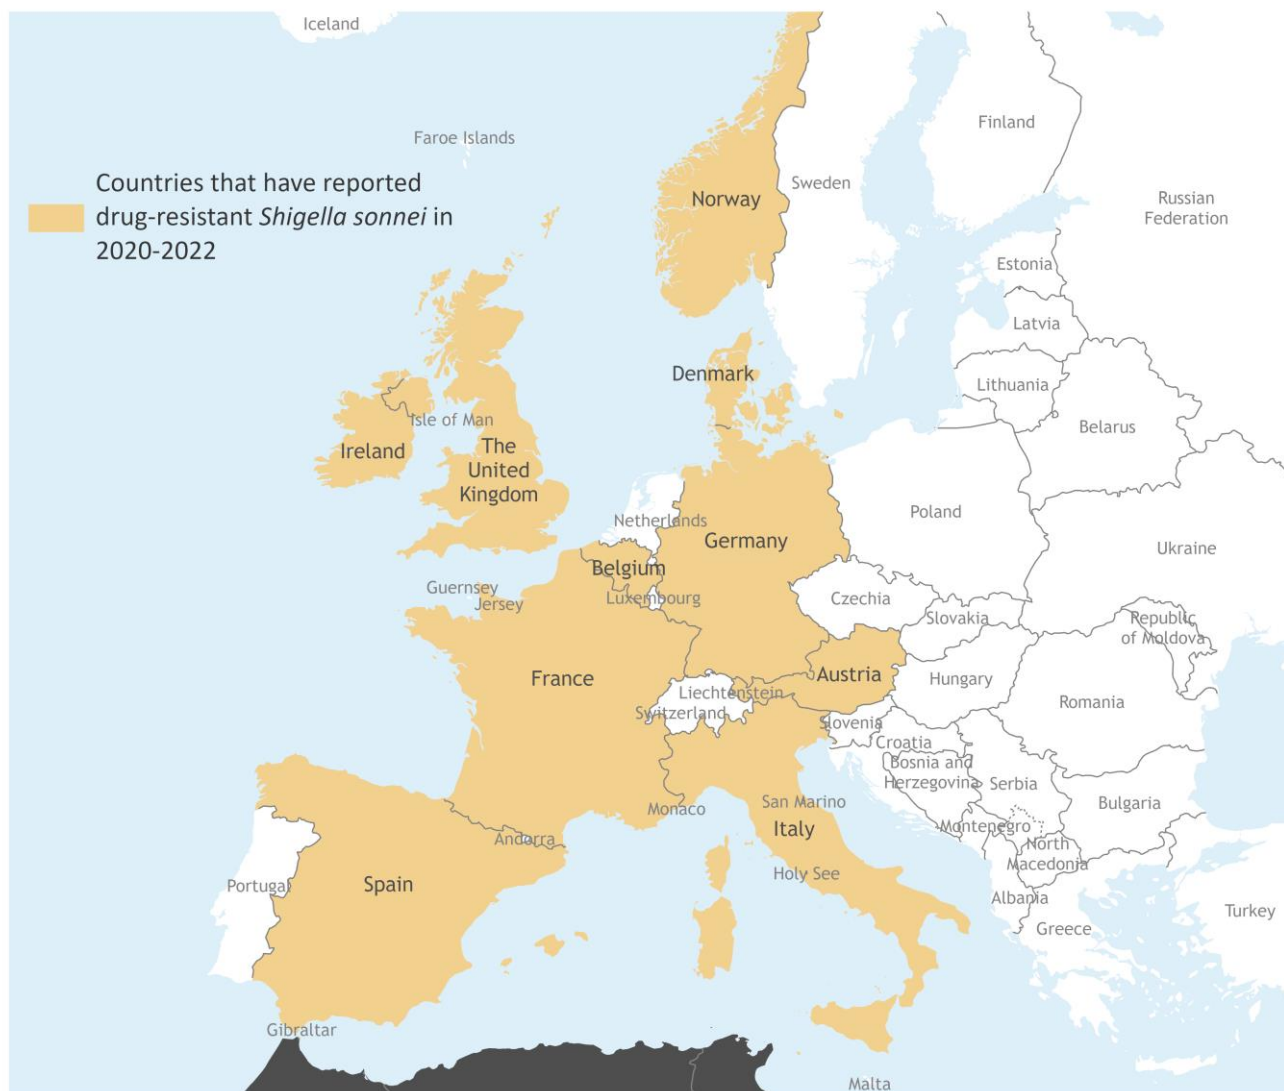 Iceland
Faroe Islands
Countries that have reported
drug-resistant Shigella sonnei in
2020-2022
Norway
Sweden
Finland
Russian
Federation
Estonia
Latvia
Lithuania
Belarus
Denmark
Isle of Man
Ireland
The
United
Kingdom
Netherlands
Germany
Poland
Ukraine
Belgium
Luxembourg
Guernsey
Jersey
Czechia
Slovakia
Republic
of Moldova
France
Austria
Hungary
Liechtenstein
Switzerland
Romania
Slovenia
Croatia
Bosnia and
Herzegovina
Serbia
Bulgaria
Monaco
San Marino
Italy
Montenegro
North
Macedonia
Andorra
Holy See
Portugal
Spain
Albania
Greece
Turkey
Gibraltar
Malta